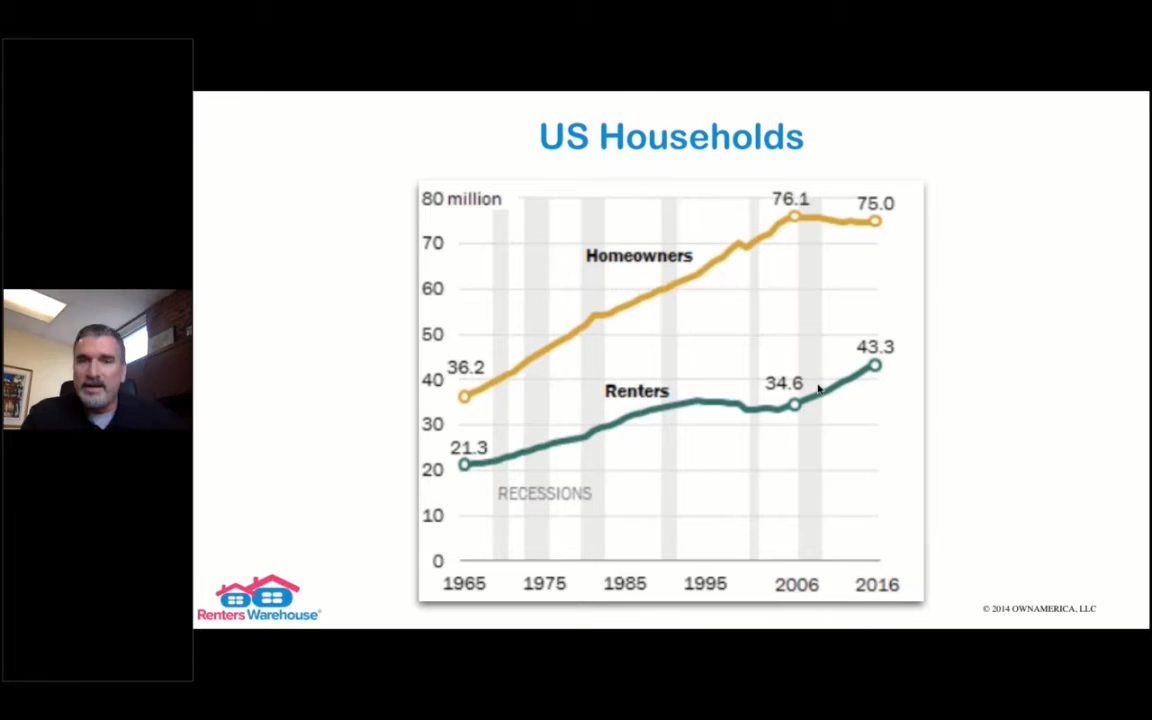 US Households
80 million
76.1
75.0
70
Homeowners
60
50
43.3
36.2
40
34.6
Renters
30
21.3
20
RECESSIONS
10
0
1965 1975 1985 1995 2006 2016
Renters Warehouse®
© 2014 OWNAMERICA, LLC